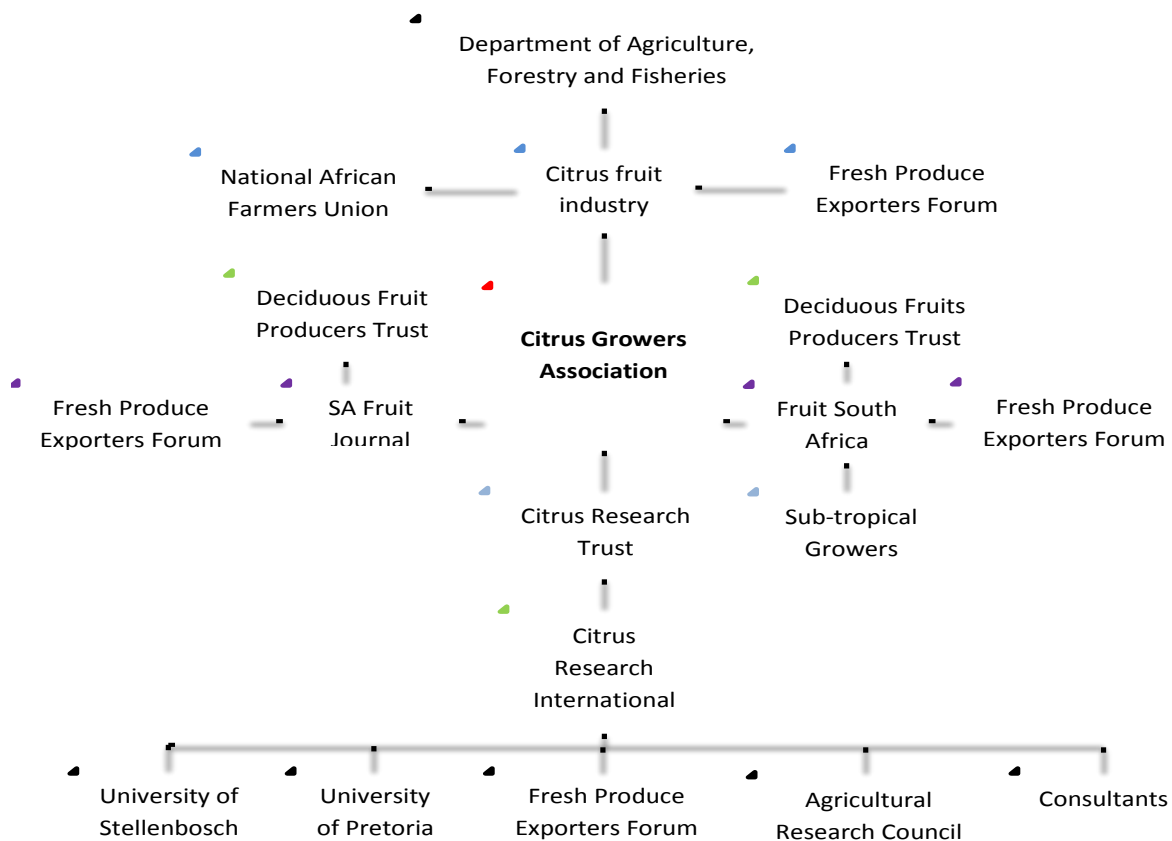 Department of Agriculture,
Forestry and Fisheries
National African
Farmers Union
Citrus fruit
industry
Fresh Produce
Exporters Forum
Deciduous Fruit
Producers Trust
Citrus Growers
Association
Deciduous Fruits
Producers Trust
Fresh Produce
Exporters Forum
SA Fruit
Journal
Fruit South
Africa
Fresh Produce
Exporters Forum
Citrus Research
Trust
Sub-tropical
Growers
Citrus
Research
International
University of
Stellenbosch
University
of Pretoria
Fresh Produce
Exporters Forum
Agricultural
Research Council
Consultants